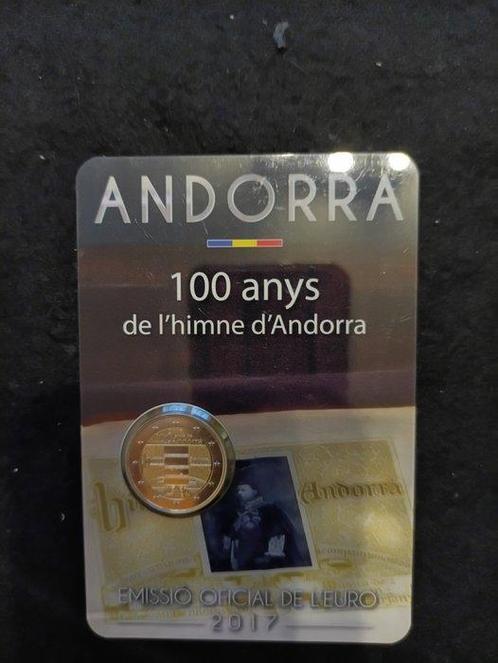 ANDORRA
100 anys
de l'himne d'Andorra
Andorra
EMISSIÓ OFICIAL DE L'EURO
2017